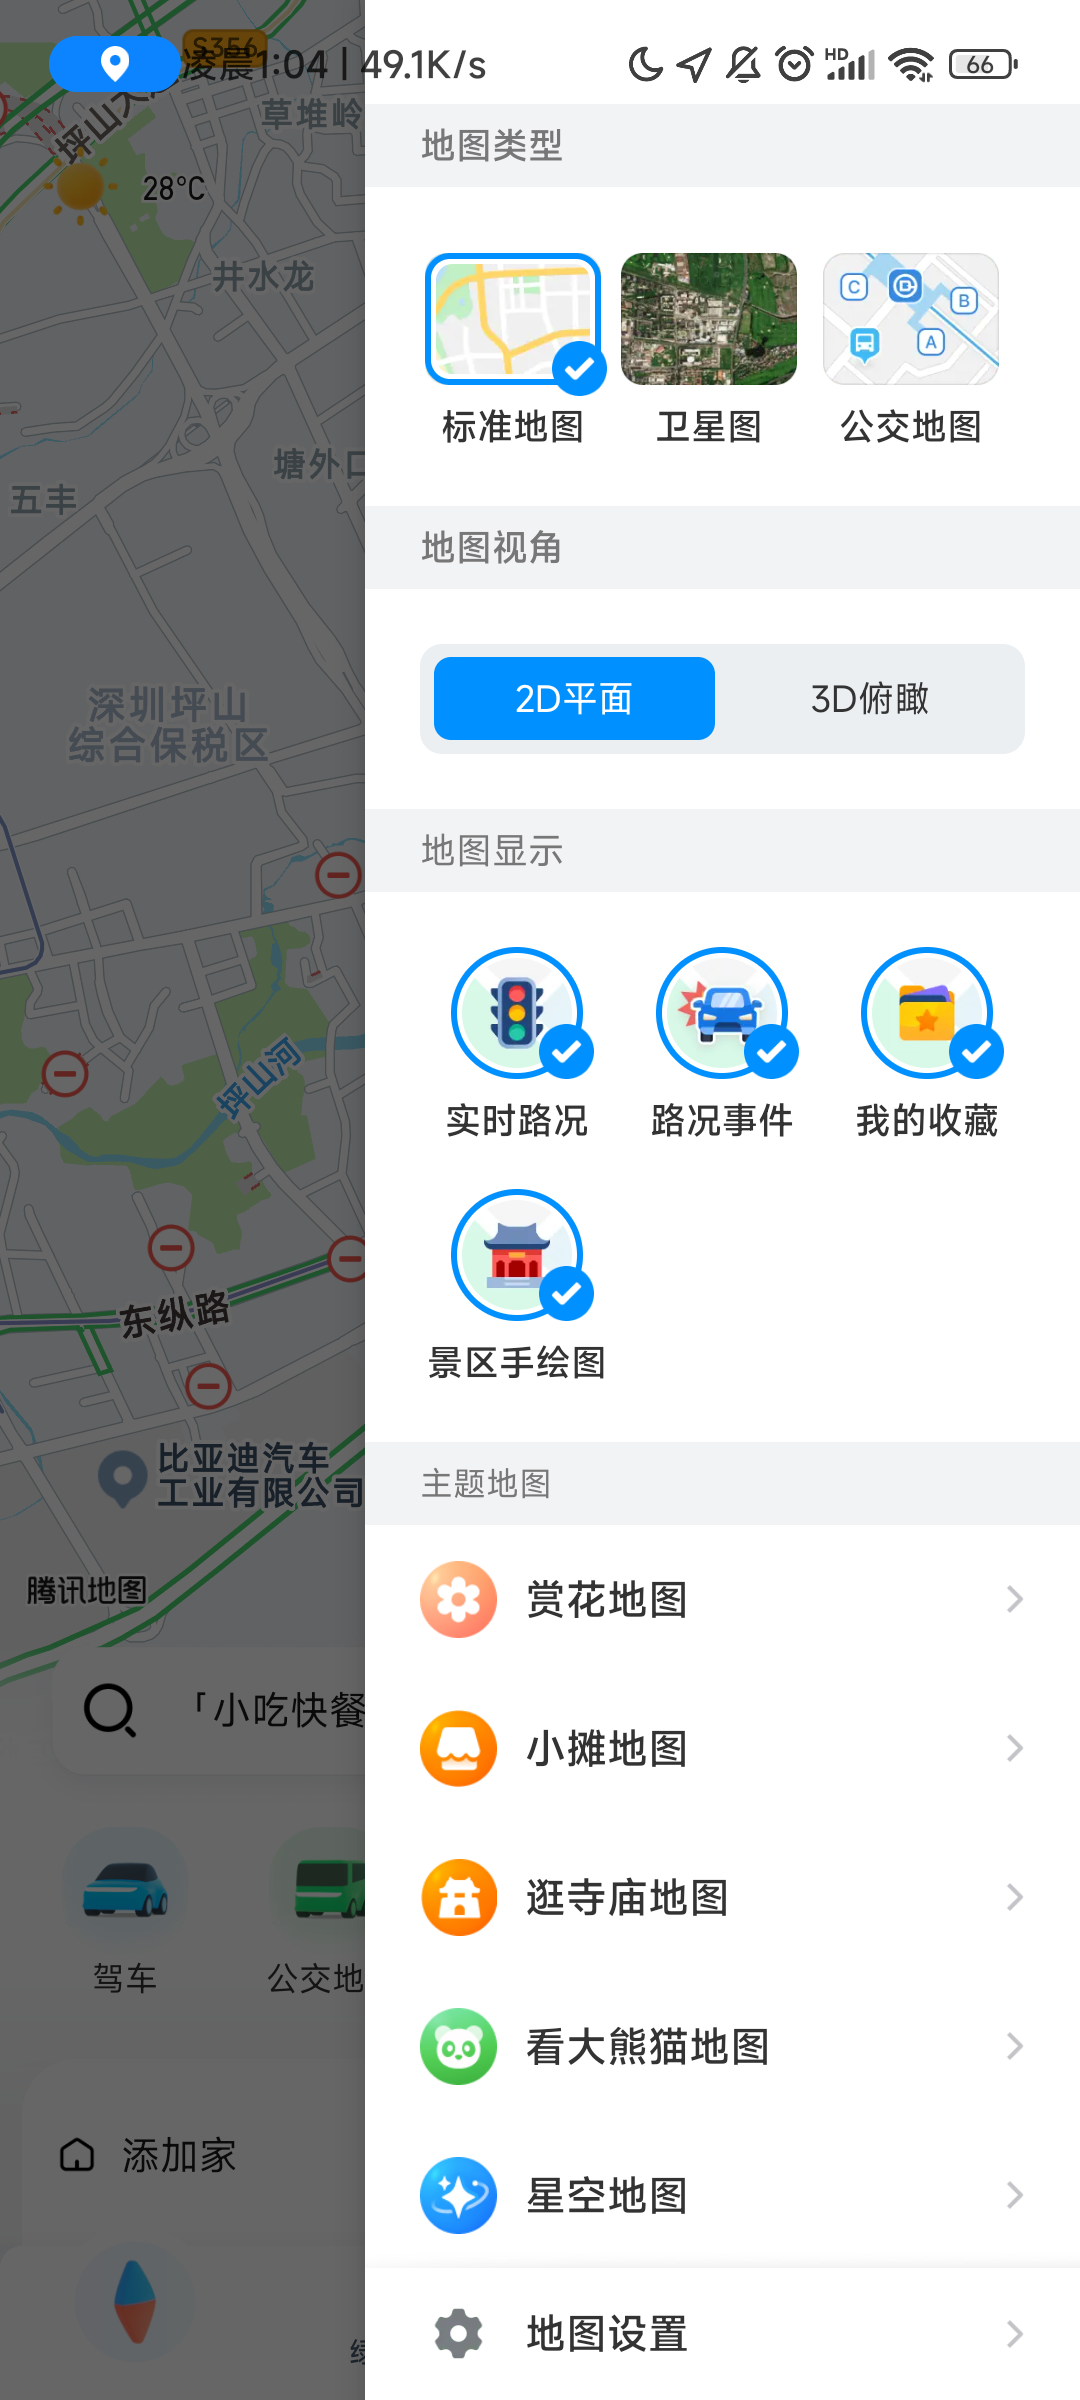 S356
凌晨1:04 | 49.1K/s
HD
66
坪山大
草堆岭
28°C
井水龙
塘外口
五丰
深圳坪山
综合保税区
坪山河
东纵路
比亚迪汽车
工业有限公司
腾讯地图
「小吃快餐
驾车
公交地
添加家
地图类型
C
B
A
标准地图
卫星图
公交地图
地图视角
2D平面
3D俯瞰
地图显示
实时路况
路况事件
我的收藏
景区手绘图
主题地图
赏花地图
小摊地图
逛寺庙地图
看大熊猫地图
星空地图
地图设置